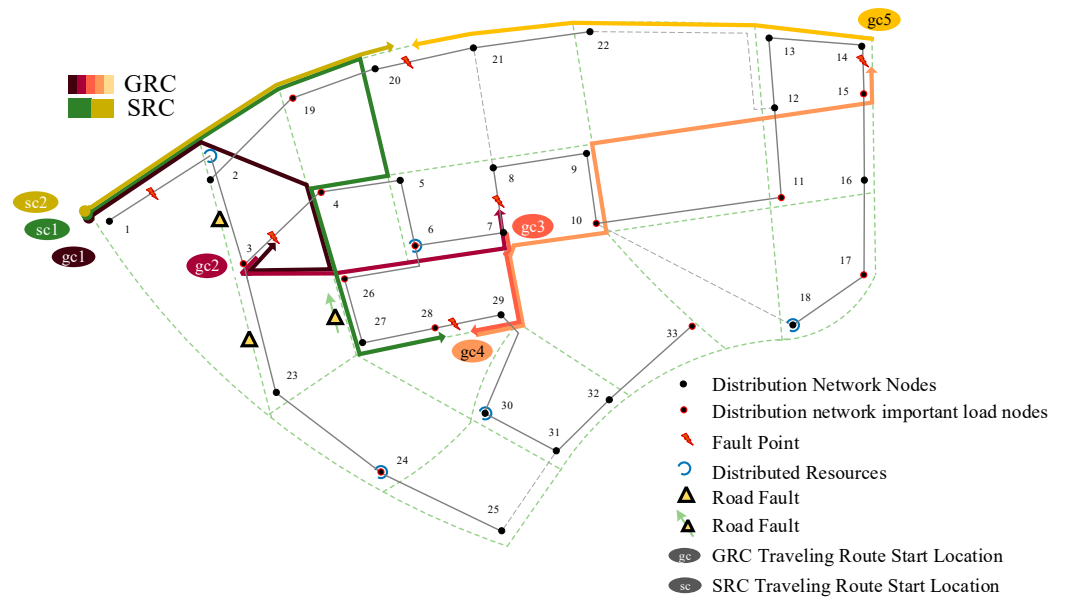 gc5
22
13
21
14
20
GRC
15
SRC
12
19
2
8
9
5
11
16
sc2
4
1
sc1
6
7
gc3
10
gc1
3
gc2
17
26
18
29
28
27
33
gc4
23
Distribution Network Nodes
32
30
Distribution network important load nodes
31
Fault Point
24
Distributed Resources
Road Fault
25
Road Fault
gc
GRC Traveling Route Start Location
sc
SRC Traveling Route Start Location